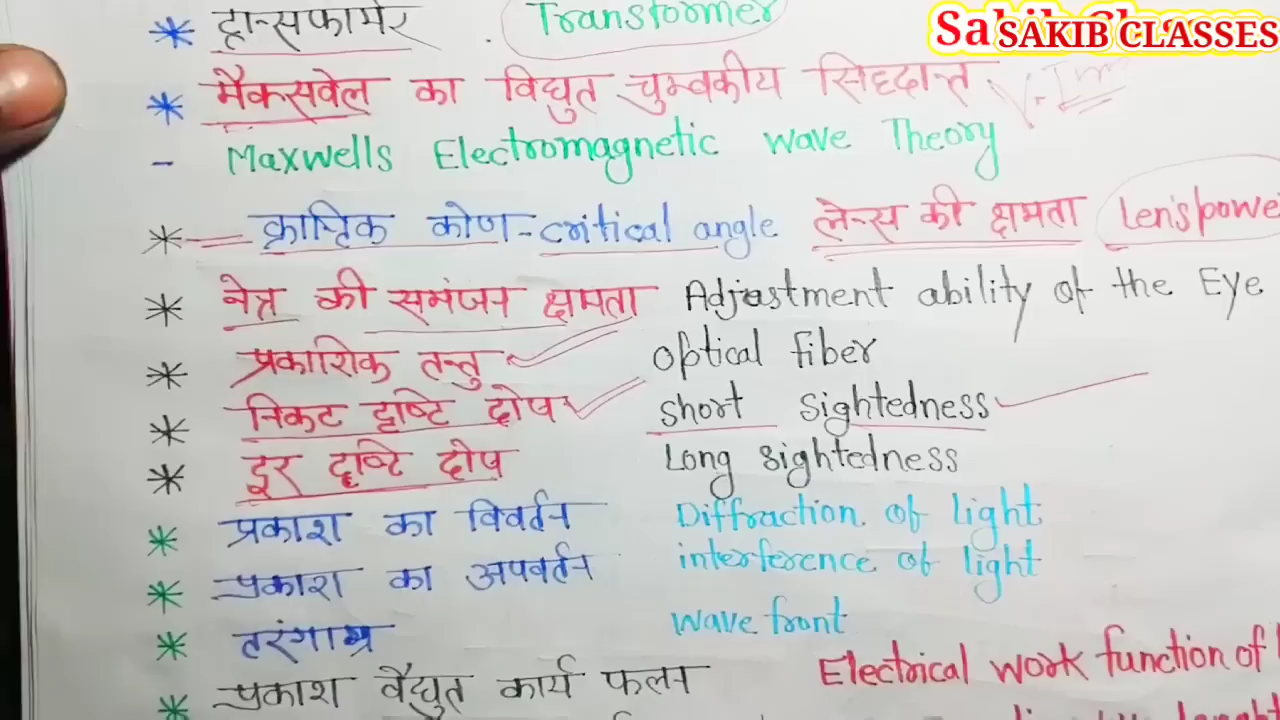 SAKIB CLASSES
ट्रान्सफार्मर Transformer
मैक्सवेल का विद्युत चुम्बकीय सिद्दान्त
- Maxwells Electromagnetic wave Theory
क्रान्तिक कोण - critical angle लेन्स की क्षमता Len's powe
नेत्र की समंजन क्षमता Adjustment ability of the Eye
प्रकाशिक तन्तु optical fiber
निकट दृष्टि दोष short sightedness
दूर दृष्टि दोष Long sightedness
प्रकाश का विवर्तन Diffraction of light
प्रकाश का अपवर्तन interference of light
तरंगाग्र wave front
प्रकाश वैद्युत कार्य फलन Electrical work function of